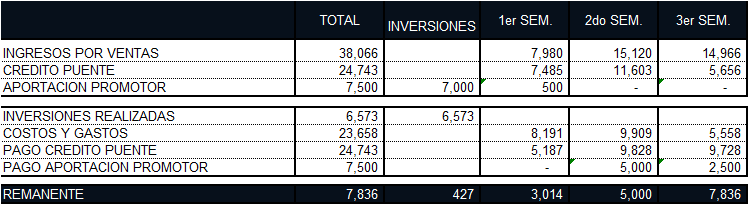 TOTAL INVERSIONES 1er SEM. 2do SEM. 3er SEM.
INGRESOS POR VENTAS 38,066 7,980 15,120 14,966
CREDITO PUENTE 24,743 7,485 11,603 5,656
APORTACION PROMOTOR 7,500 7,000 500 - -
INVERSIONES REALIZADAS 6,573 6,573
COSTOS Y GASTOS 23,658 8,191 9,909 5,558
PAGO CREDITO PUENTE 24,743 5,187 9,828 9,728
PAGO APORTACION PROMOTOR 7,500 - 5,000 2,500
REMANENTE 7,836 427 3,014 5,000 7,836